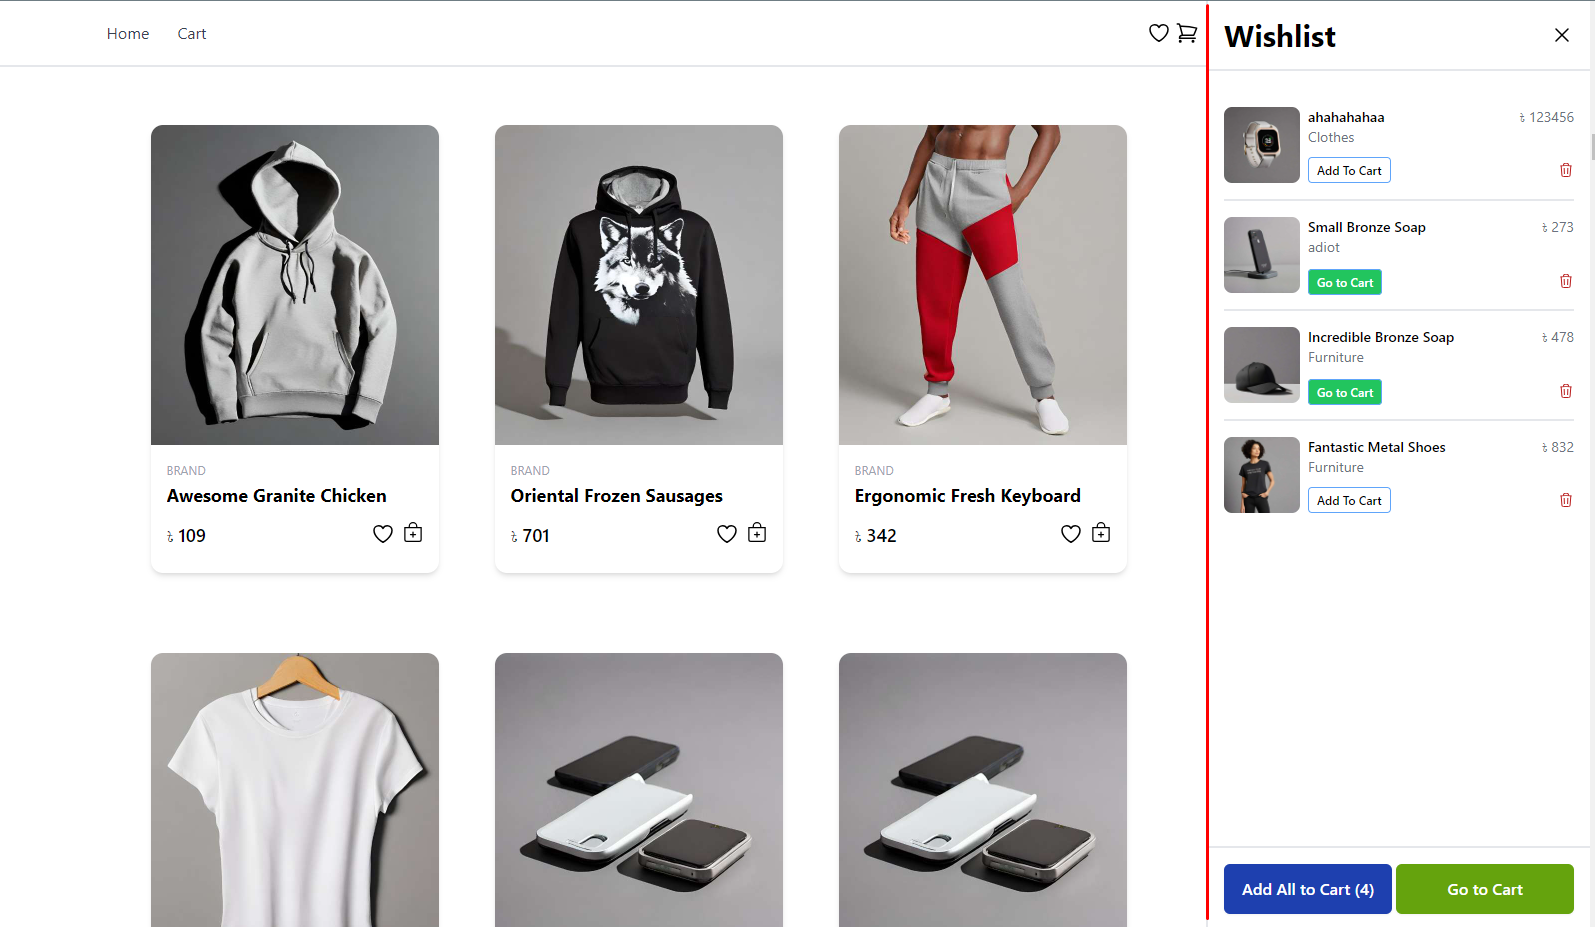 Home Cart
BRAND
Awesome Granite Chicken
৳ 109
BRAND
Oriental Frozen Sausages
৳ 701
BRAND
Ergonomic Fresh Keyboard
৳ 342
Wishlist
ahahahahaa ৳ 123456
Clothes
Add To Cart
Small Bronze Soap ৳ 273
adiot
Go to Cart
Incredible Bronze Soap ৳ 478
Furniture
Go to Cart
Fantastic Metal Shoes ৳ 832
Furniture
Add To Cart
Add All to Cart (4) Go to Cart